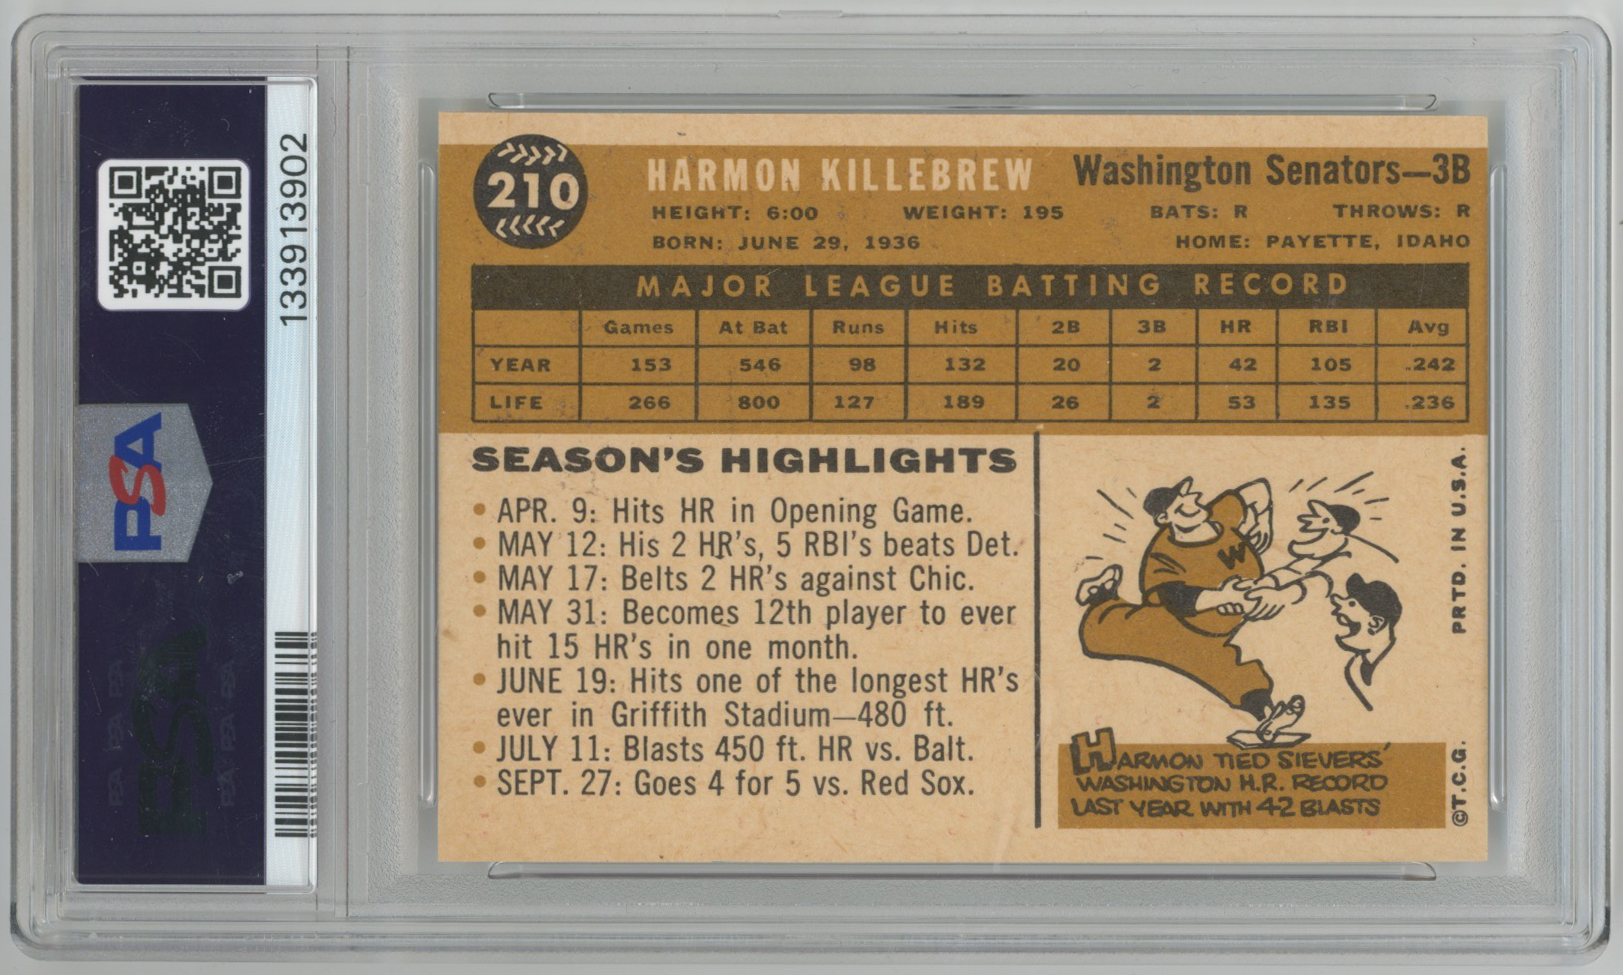 PSA
133913902
210
HARMON KILLEBREW Washington Senators—3B
HEIGHT: 6:00 WEIGHT: 195 BATS: R THROWS: R
BORN: JUNE 29, 1936 HOME: PAYETTE, IDAHO
MAJOR LEAGUE BATTING RECORD
Games At Bat Runs Hits 2B 3B HR RBI Avg
YEAR 153 546 98 132 20 2 42 105 .242
LIFE 266 800 127 189 26 2 53 135 .236
SEASON'S HIGHLIGHTS
• APR. 9: Hits HR in Opening Game.
• MAY 12: His 2 HR's, 5 RBI's beats Det.
• MAY 17: Belts 2 HR's against Chic.
• MAY 31: Becomes 12th player to ever
hit 15 HR's in one month.
• JUNE 19: Hits one of the longest HR's
ever in Griffith Stadium—480 ft.
• JULY 11: Blasts 450 ft. HR vs. Balt.
• SEPT. 27: Goes 4 for 5 vs. Red Sox.
W
HARMON TIED SIEVERS'
WASHINGTON H.R. RECORD
LAST YEAR WITH 42 BLASTS
©T.C.G. PRTD. IN U.S.A.